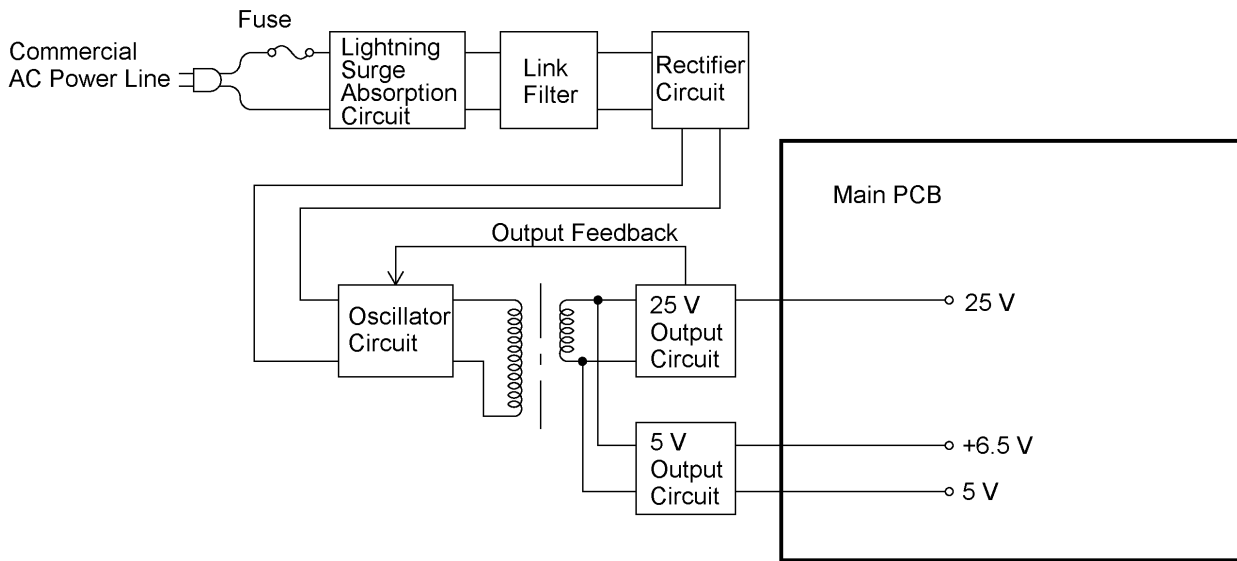 Fuse
Commercial
AC Power Line
Lightning
Surge
Absorption
Circuit
Link
Filter
Rectifier
Circuit
Main PCB
Output Feedback
Oscillator
Circuit
25 V
Output
Circuit
25 V
5 V
Output
Circuit
+6.5 V
5 V